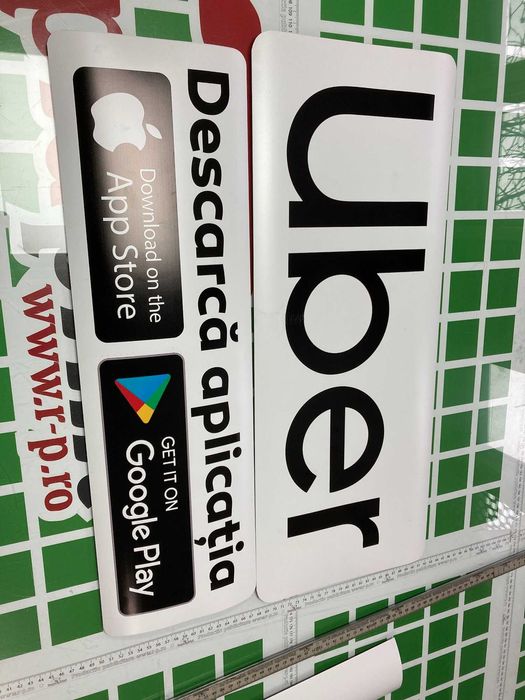 Uber
Descarcă aplicația
Download on the
App Store
GET IT ON
Google Play
www.r-p.ro